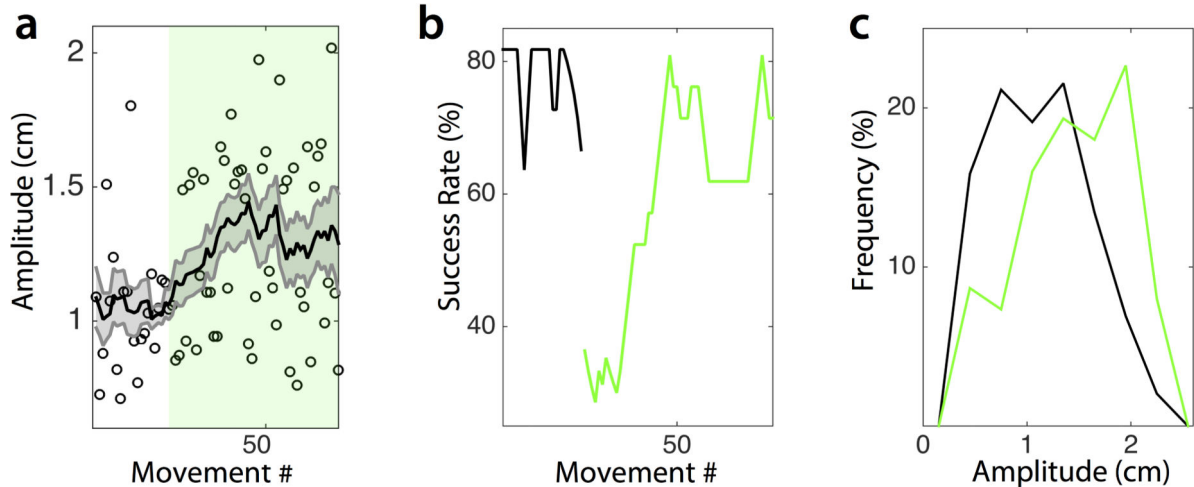 a
Amplitude (cm)
2
1.5
1
50
Movement #
b
Success Rate (%)
80
60
40
50
Movement #
c
Frequency (%)
20
10
0
1
2
Amplitude (cm)